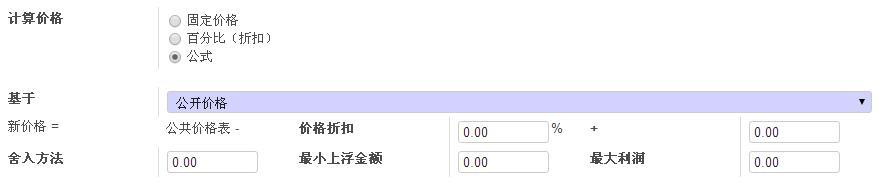 计算价格
固定价格
百分比（折扣）
公式
基于 公开价格
新价格 = 公共价格表 - 价格折扣 0.00 % + 0.00
舍入方法 0.00 最小上浮金额 0.00 最大利润 0.00